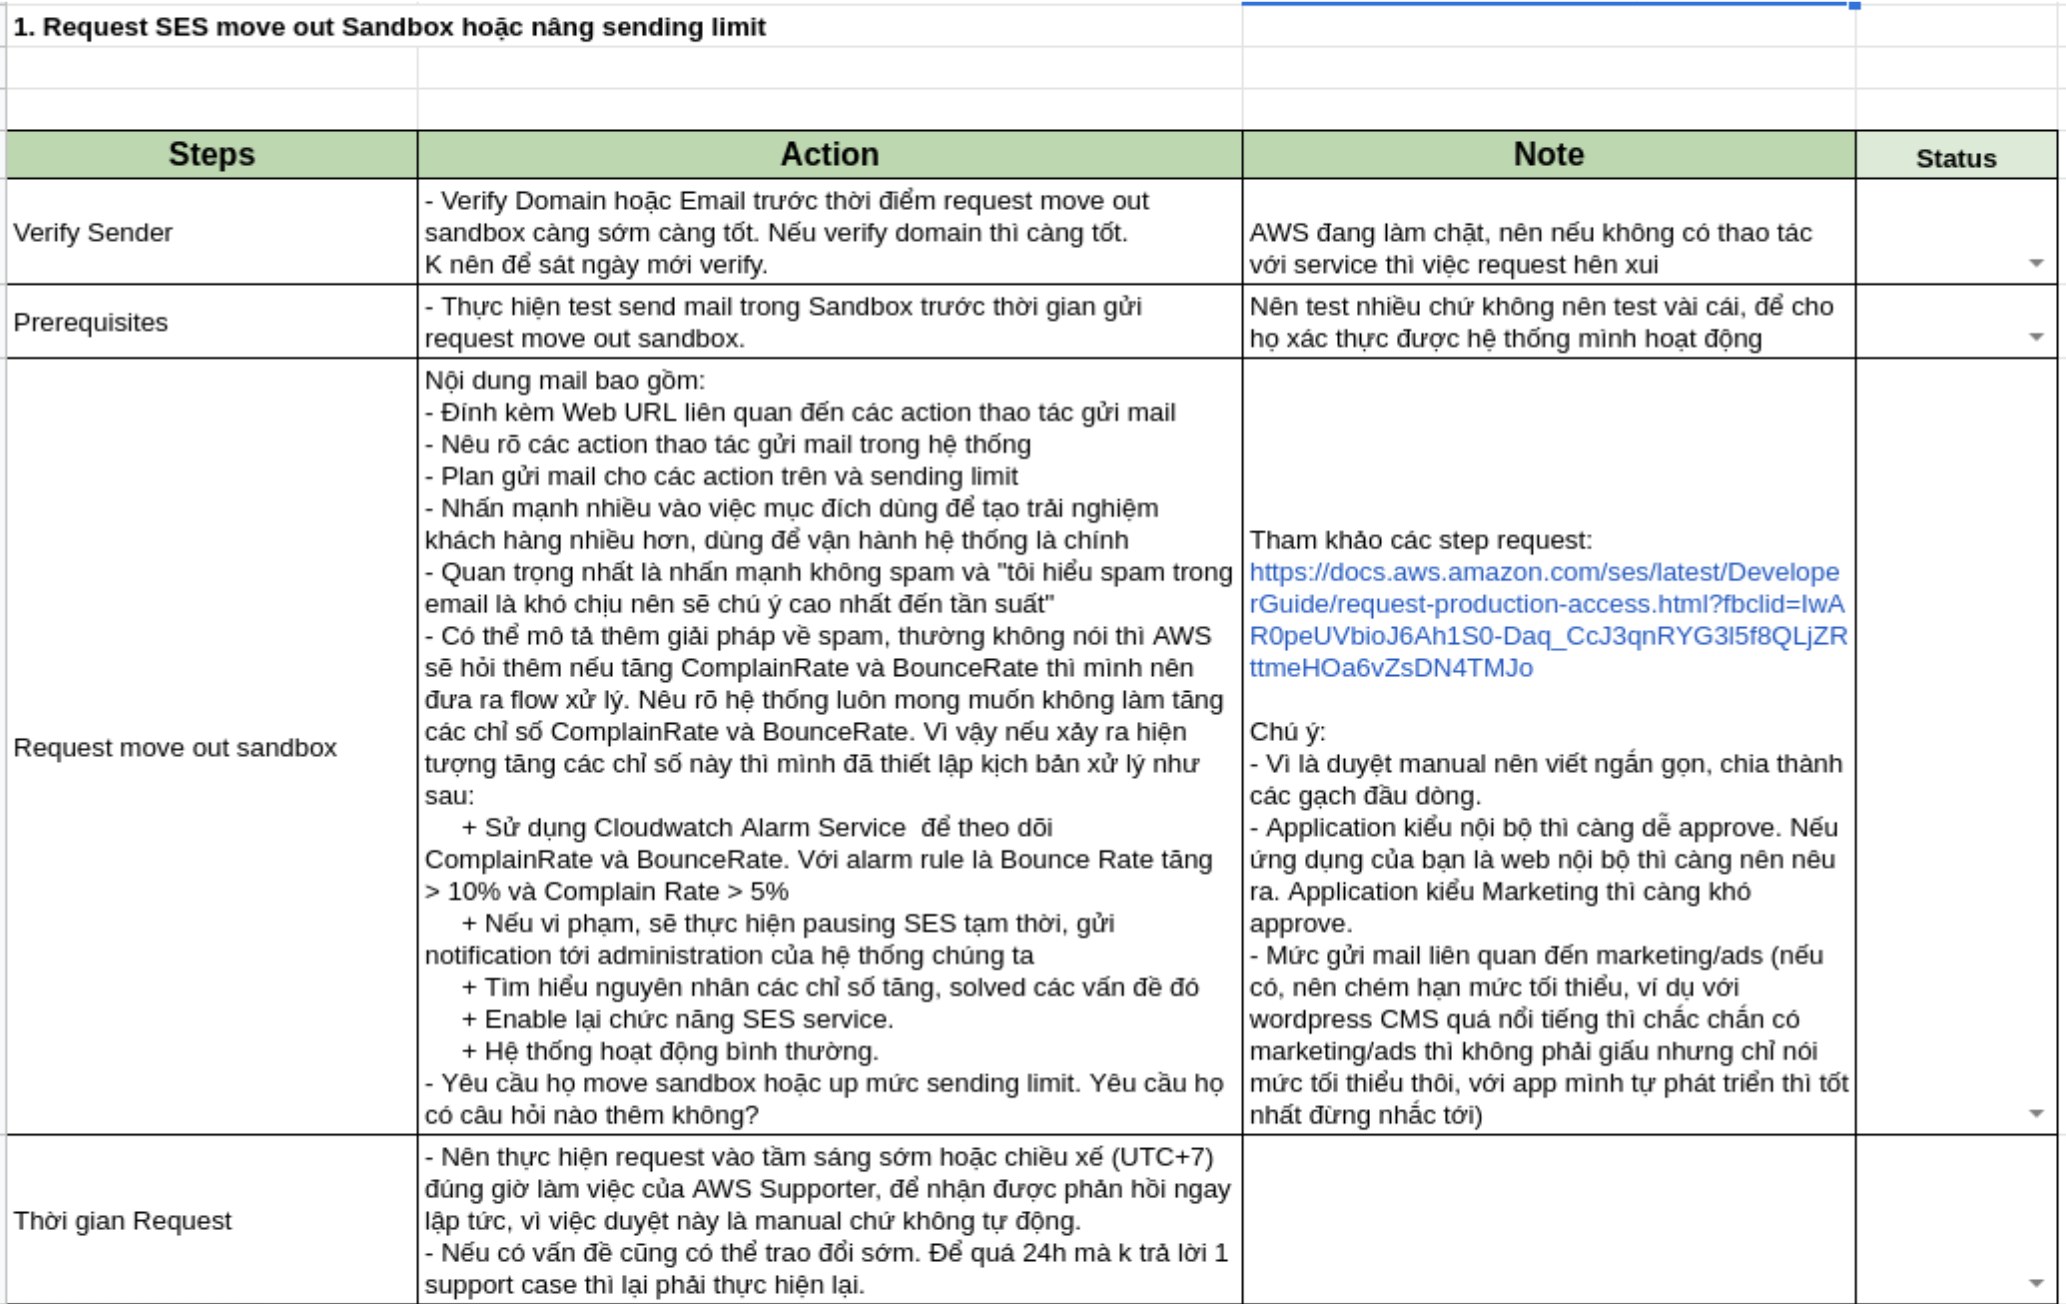 1. Request SES move out Sandbox hoặc nâng sending limit
Steps
Action
Note
Status
Verify Sender
- Verify Domain hoặc Email trước thời điểm request move out
sandbox càng sớm càng tốt. Nếu verify domain thì càng tốt.
K nên để sát ngày mới verify.
AWS đang làm chặt, nên nếu không có thao tác
với service thì việc request hên xui
Prerequisites
- Thực hiện test send mail trong Sandbox trước thời gian gửi
request move out sandbox.
Nên test nhiều chứ không nên test vài cái, để cho
họ xác thực được hệ thống mình hoạt động
Request move out sandbox
Nội dung mail bao gồm:
- Đính kèm Web URL liên quan đến các action thao tác gửi mail
- Nêu rõ các action thao tác gửi mail trong hệ thống
- Plan gửi mail cho các action trên và sending limit
- Nhấn mạnh nhiều vào việc mục đích dùng để tạo trải nghiệm
khách hàng nhiều hơn, dùng để vận hành hệ thống là chính
- Quan trọng nhất là nhấn mạnh không spam và "tôi hiểu spam trong
email là khó chịu nên sẽ chú ý cao nhất đến tần suất"
- Có thể mô tả thêm giải pháp về spam, thường không nói thì AWS
sẽ hỏi thêm nếu tăng ComplainRate và BounceRate thì mình nên
đưa ra flow xử lý. Nêu rõ hệ thống luôn mong muốn không làm tăng
các chỉ số ComplainRate và BounceRate. Vì vậy nếu xảy ra hiện
tượng tăng các chỉ số này thì mình đã thiết lập kịch bản xử lý như
sau:
+ Sử dụng Cloudwatch Alarm Service  để theo dõi
ComplainRate và BounceRate. Với alarm rule là Bounce Rate tăng
> 10% và Complain Rate > 5%
+ Nếu vi phạm, sẽ thực hiện pausing SES tạm thời, gửi
notification tới administration của hệ thống chúng ta
+ Tìm hiểu nguyên nhân các chỉ số tăng, solved các vấn đề đó
+ Enable lại chức năng SES service.
+ Hệ thống hoạt động bình thường.
- Yêu cầu họ move sandbox hoặc up mức sending limit. Yêu cầu họ
có câu hỏi nào thêm không?
Tham khảo các step request:
https://docs.aws.amazon.com/ses/latest/Develope
rGuide/request-production-access.html?fbclid=IwA
R0peUVbioJ6Ah1S0-Daq_CcJ3qnRYG3I5f8QLjZR
ttmeHOa6vZsDN4TMJo
Chú ý:
- Vì là duyệt manual nên viết ngắn gọn, chia thành
các gạch đầu dòng.
- Application kiểu nội bộ thì càng dễ approve. Nếu
ứng dụng của bạn là web nội bộ thì càng nên nêu
ra. Application kiểu Marketing thì càng khó
approve.
- Mức gửi mail liên quan đến marketing/ads (nếu
có, nên chém hạn mức tối thiểu, ví dụ với
wordpress CMS quá nổi tiếng thì chắc chắn có
marketing/ads thì không phải giấu nhưng chỉ nói
mức tối thiểu thôi, với app mình tự phát triển thì tốt
nhất đừng nhắc tới)
Thời gian Request
- Nên thực hiện request vào tầm sáng sớm hoặc chiều xế (UTC+7)
đúng giờ làm việc của AWS Supporter, để nhận được phản hồi ngay
lập tức, vì việc duyệt này là manual chứ không tự động.
- Nếu có vấn đề cũng có thể trao đổi sớm. Để quá 24h mà k trả lời 1
support case thì lại phải thực hiện lại.